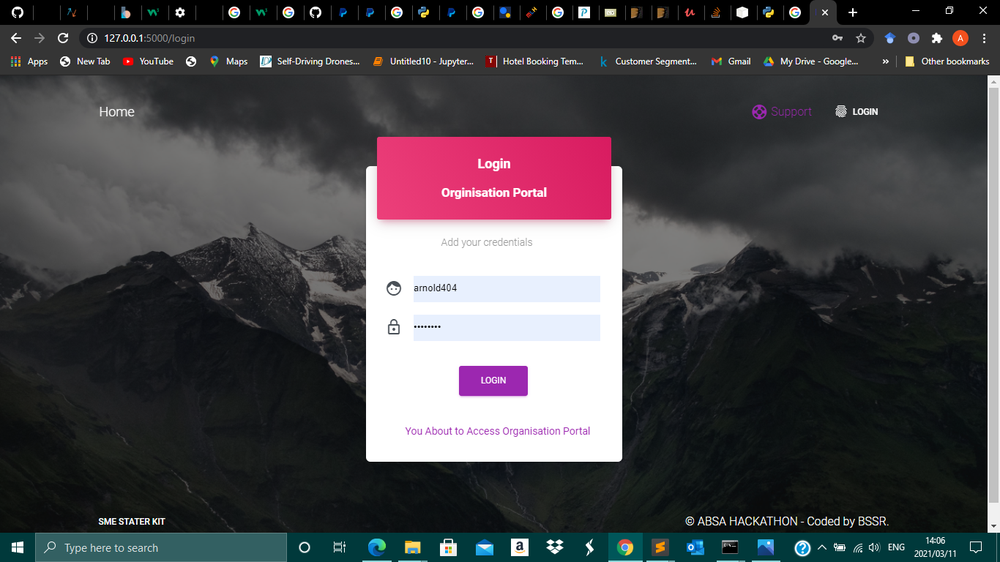 127.0.0.1:5000/login
A
Apps
New Tab
YouTube
Maps
Self-Driving Drones...
Untitled10 - Jupyter...
T
Hotel Booking Tem...
k
Customer Segment...
Gmail
My Drive - Google...
»
Other bookmarks
Home
Support
LOGIN
Login
Orginisation Portal
Add your credentials
arnold404
••••••••
LOGIN
You About to Access Organisation Portal
SME STATER KIT
© ABSA HACKATHON - Coded by BSSR.
Type here to search
ENG
14:06
2021/03/11